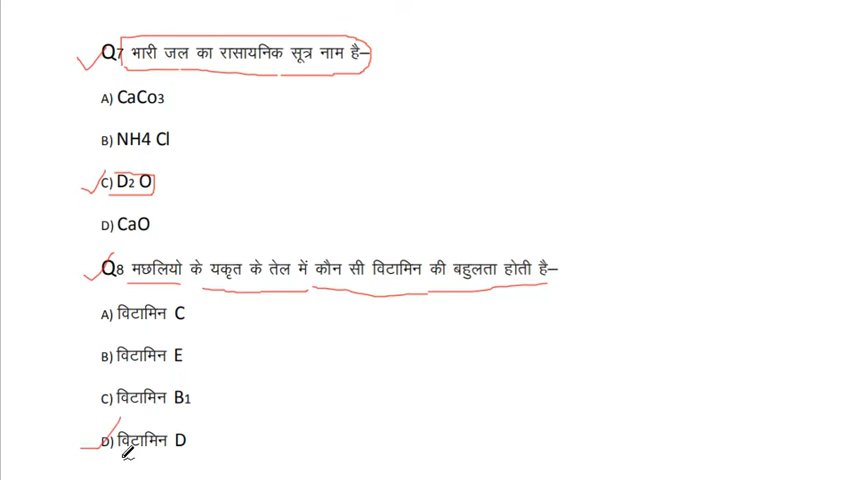 Q7 भारी जल का रासायनिक सूत्र नाम है–
A) CaCo3
B) NH4 Cl
C) D2 O
D) CaO
Q8 मछलियो के यकृत के तेल में कौन सी विटामिन की बहुलता होती है–
A) विटामिन C
B) विटामिन E
C) विटामिन B1
D) विटामिन D